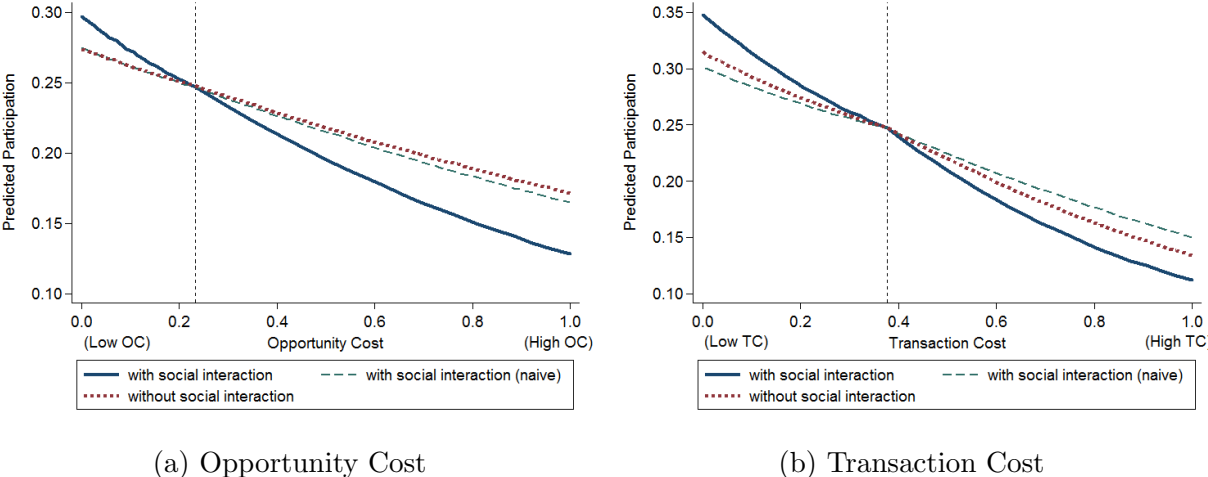 Predicted Participation
0.30
0.25
0.20
0.15
0.10
0.0 0.2 0.4 0.6 0.8 1.0
(Low OC) Opportunity Cost (High OC)
with social interaction with social interaction (naive)
without social interaction
(a) Opportunity Cost
Predicted Participation
0.35
0.30
0.25
0.20
0.15
0.10
0.0 0.2 0.4 0.6 0.8 1.0
(Low TC) Transaction Cost (High TC)
with social interaction with social interaction (naive)
without social interaction
(b) Transaction Cost